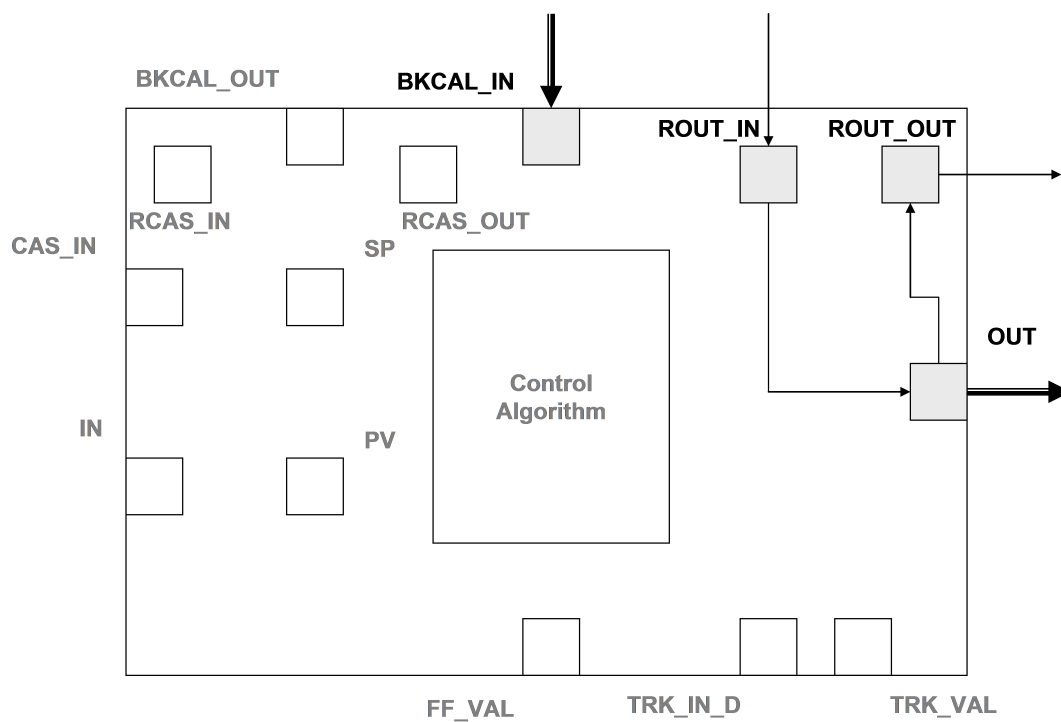 BKCAL_OUT
BKCAL_IN
ROUT_IN
ROUT_OUT
RCAS_IN
RCAS_OUT
CAS_IN
SP
OUT
Control
Algorithm
IN
PV
FF_VAL
TRK_IN_D
TRK_VAL